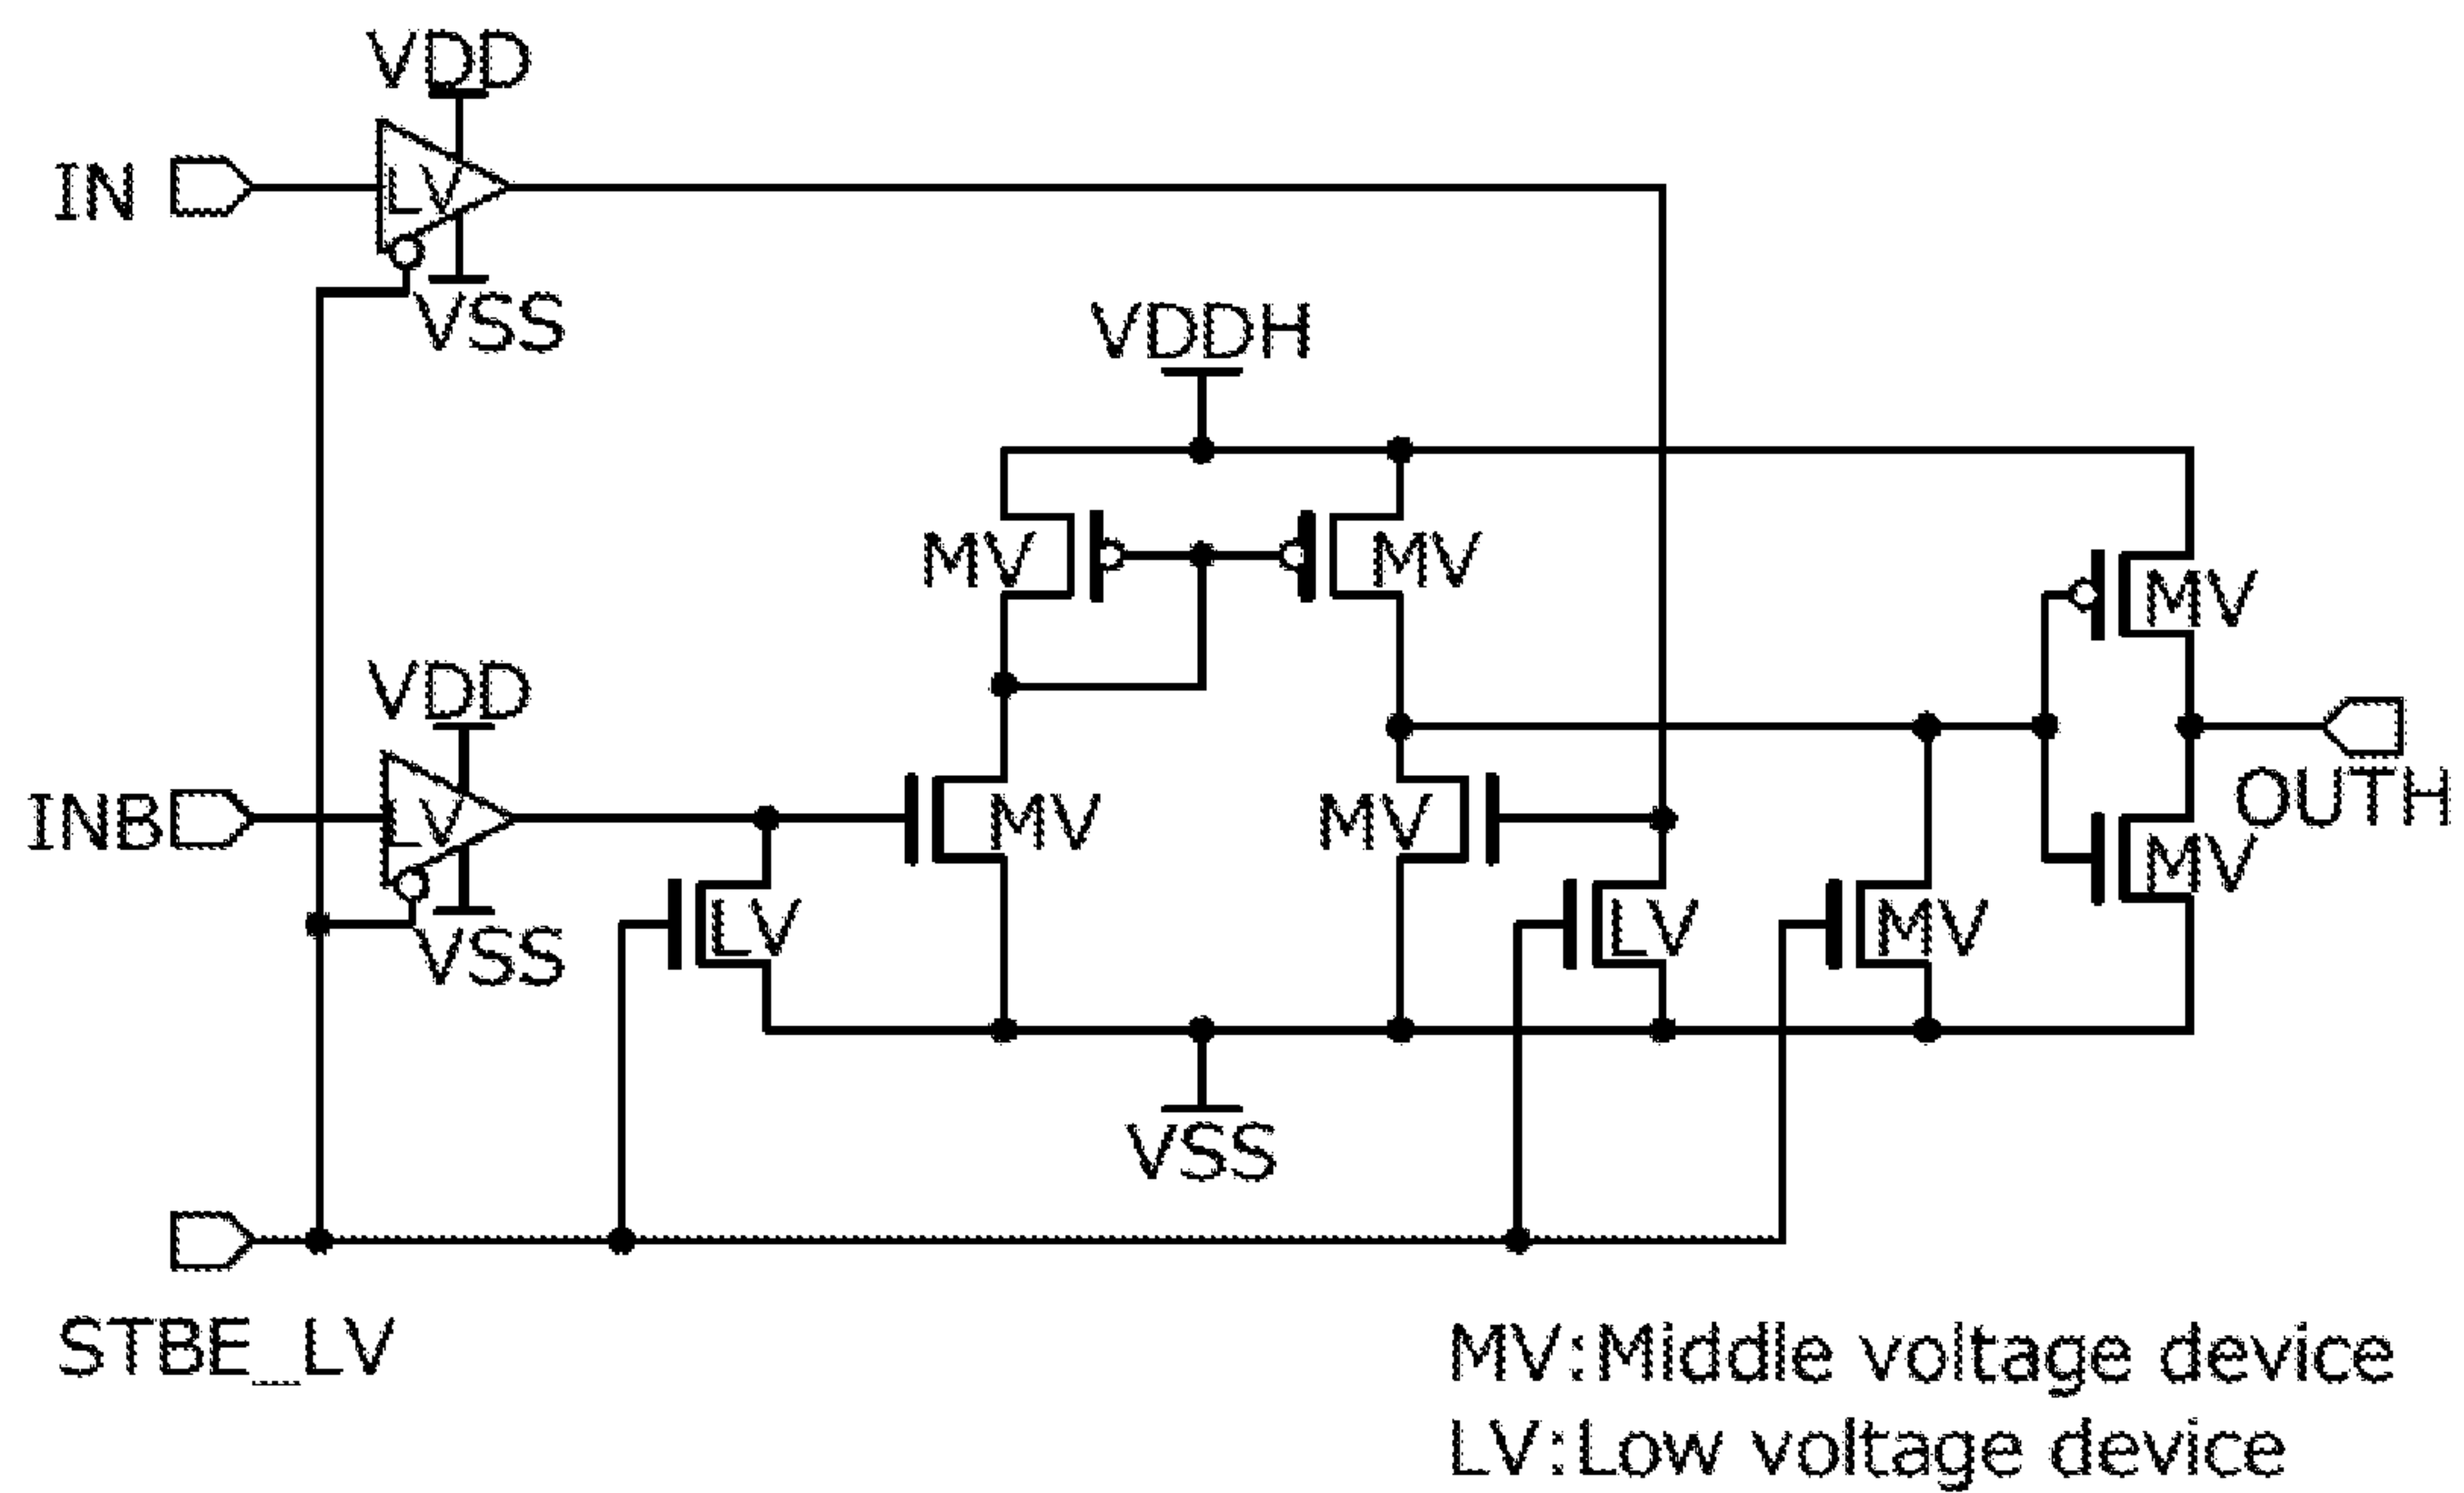 VDD
IN
LV
VSS
VDDH
MV
MV
MV
VDD
INB
LV
MV
MV
OUTH
MV
LV
LV
MV
VSS
VSS
STBE_LV
MV:Middle voltage device
LV:Low voltage device